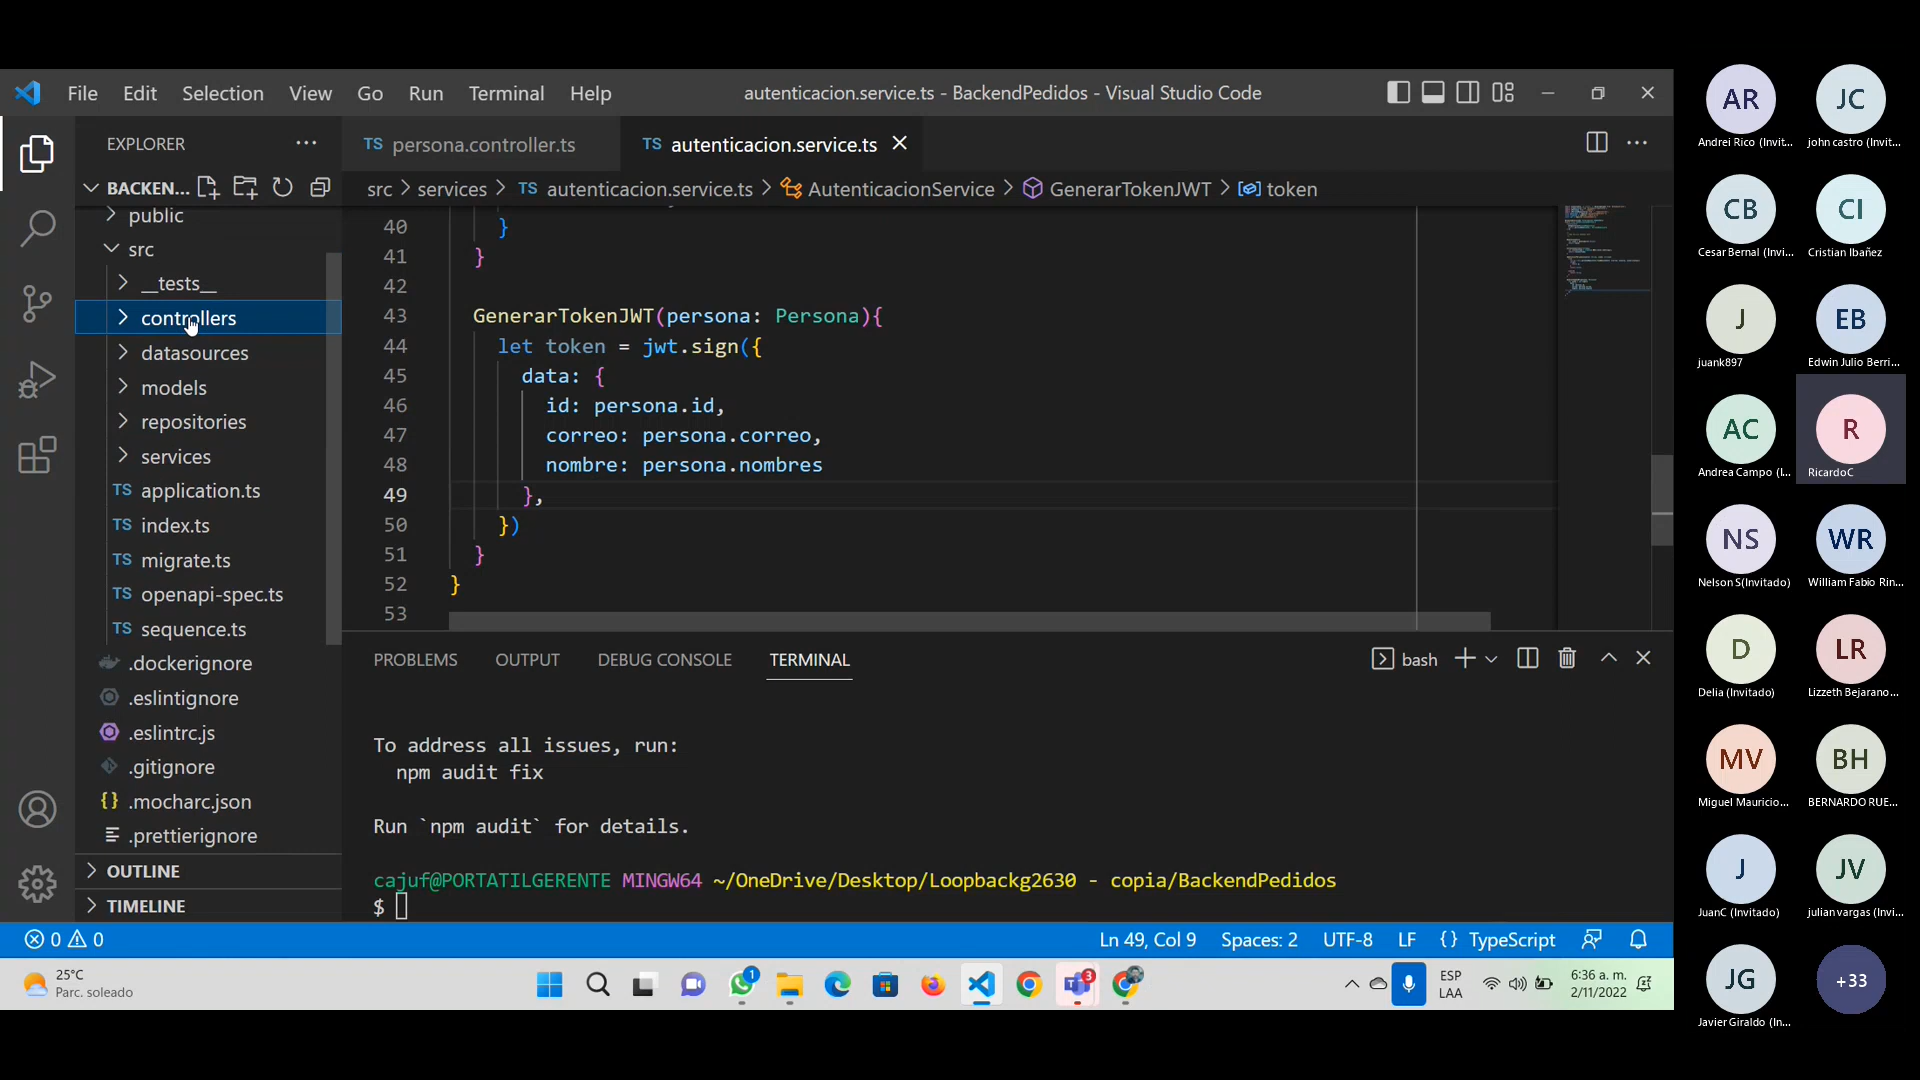 File Edit Selection View Go Run Terminal Help
autenticacion.service.ts - BackendPedidos - Visual Studio Code
EXPLORER
BACKEN...
public
src
__tests__
controllers
datasources
models
repositories
services
TS application.ts
TS index.ts
TS migrate.ts
TS openapi-spec.ts
TS sequence.ts
.dockerignore
.eslintignore
.eslintrc.js
.gitignore
{} .mocharc.json
.prettierignore
OUTLINE
TIMELINE
TS persona.controller.ts
TS autenticacion.service.ts
src > services > TS autenticacion.service.ts > AutenticacionService > GenerarTokenJWT > token
40 }
41 }
42
43 GenerarTokenJWT(persona: Persona){
44 let token = jwt.sign({
45 data: {
46 id: persona.id,
47 correo: persona.correo,
48 nombre: persona.nombres
49 },
50 })
51 }
52 }
53
PROBLEMS OUTPUT DEBUG CONSOLE TERMINAL
bash
To address all issues, run:
npm audit fix
Run `npm audit` for details.
cajuf@PORTATILGERENTE MINGW64 ~/OneDrive/Desktop/Loopbackg2630 - copia/BackendPedidos
$
0 0
Ln 49, Col 9 Spaces: 2 UTF-8 LF {} TypeScript
25°C
Parc. soleado
1
3
ESP
LAA
6:36 a. m.
2/11/2022
AR
Andrei Rico (Invit...
JC
john castro (Invit...
CB
Cesar Bernal (Invi...
CI
Cristian Ibañez
J
juank897
EB
Edwin Julio Berri...
AC
Andrea Campo (I...
R
RicardoC
NS
Nelson S(Invitado)
WR
William Fabio Rin...
D
Delia (Invitado)
LR
Lizzeth Bejarano...
MV
Miguel Mauricio...
BH
BERNARDO RUE...
J
JuanC (Invitado)
JV
julian vargas (Invi...
JG
Javier Giraldo (In...
+33